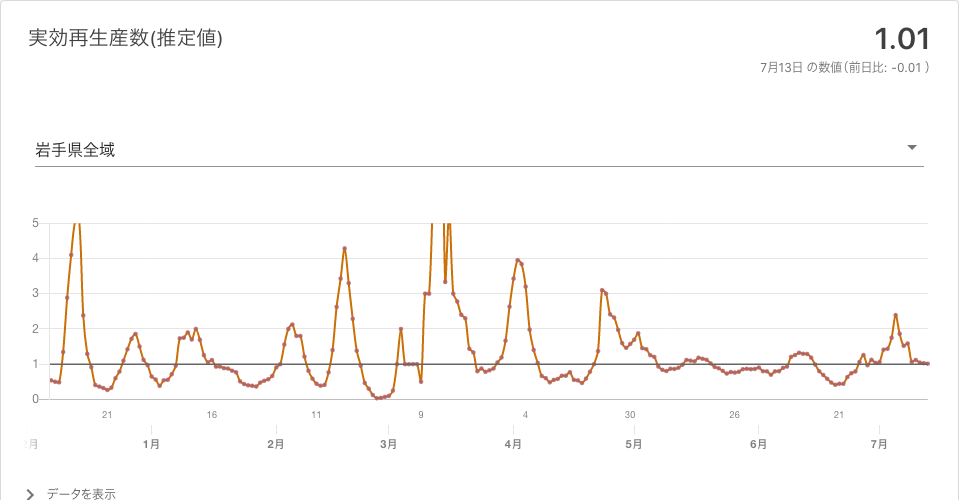 実効再生産数(推定値)
1.01
7月13日 の数値（前日比: -0.01 ）
岩手県全域
5
4
3
2
1
0
21 16 11 9 4 30 26 21
月 1月 2月 3月 4月 5月 6月 7月
データを表示